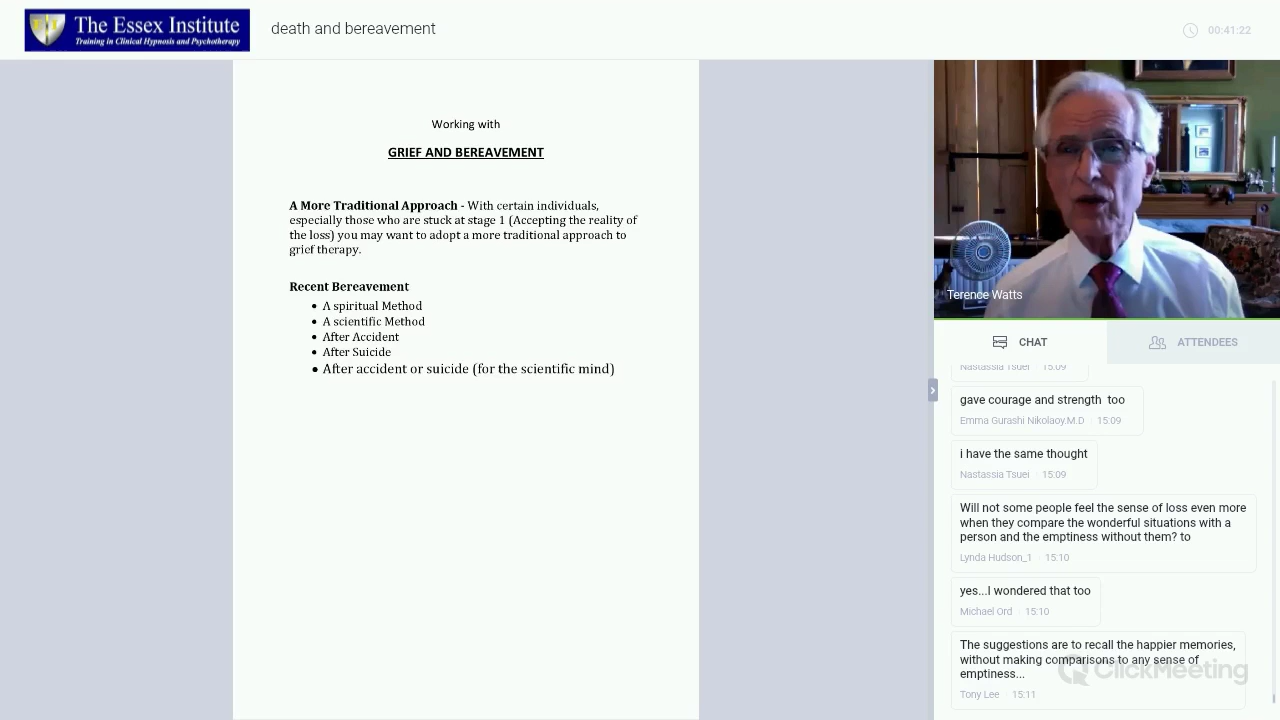 The Essex Institute
Training in Clinical Hypnosis and Psychotherapy
death and bereavement
00:41:22
Working with
GRIEF AND BEREAVEMENT
A More Traditional Approach - With certain individuals,
especially those who are stuck at stage 1 (Accepting the reality of
the loss) you may want to adopt a more traditional approach to
grief therapy.
Recent Bereavement
• A spiritual Method
• A scientific Method
• After Accident
• After Suicide
• After accident or suicide (for the scientific mind)
Terence Watts
CHAT
ATTENDEES
Nastassia Tsuei 15:09
gave courage and strength too
Emma Gurashi Nikolaoy.M.D 15:09
i have the same thought
Nastassia Tsuei 15:09
Will not some people feel the sense of loss even more
when they compare the wonderful situations with a
person and the emptiness without them? to
Lynda Hudson_1 15:10
yes...I wondered that too
Michael Ord 15:10
The suggestions are to recall the happier memories,
without making comparisons to any sense of
emptiness...
ClickMeeting
Tony Lee 15:11